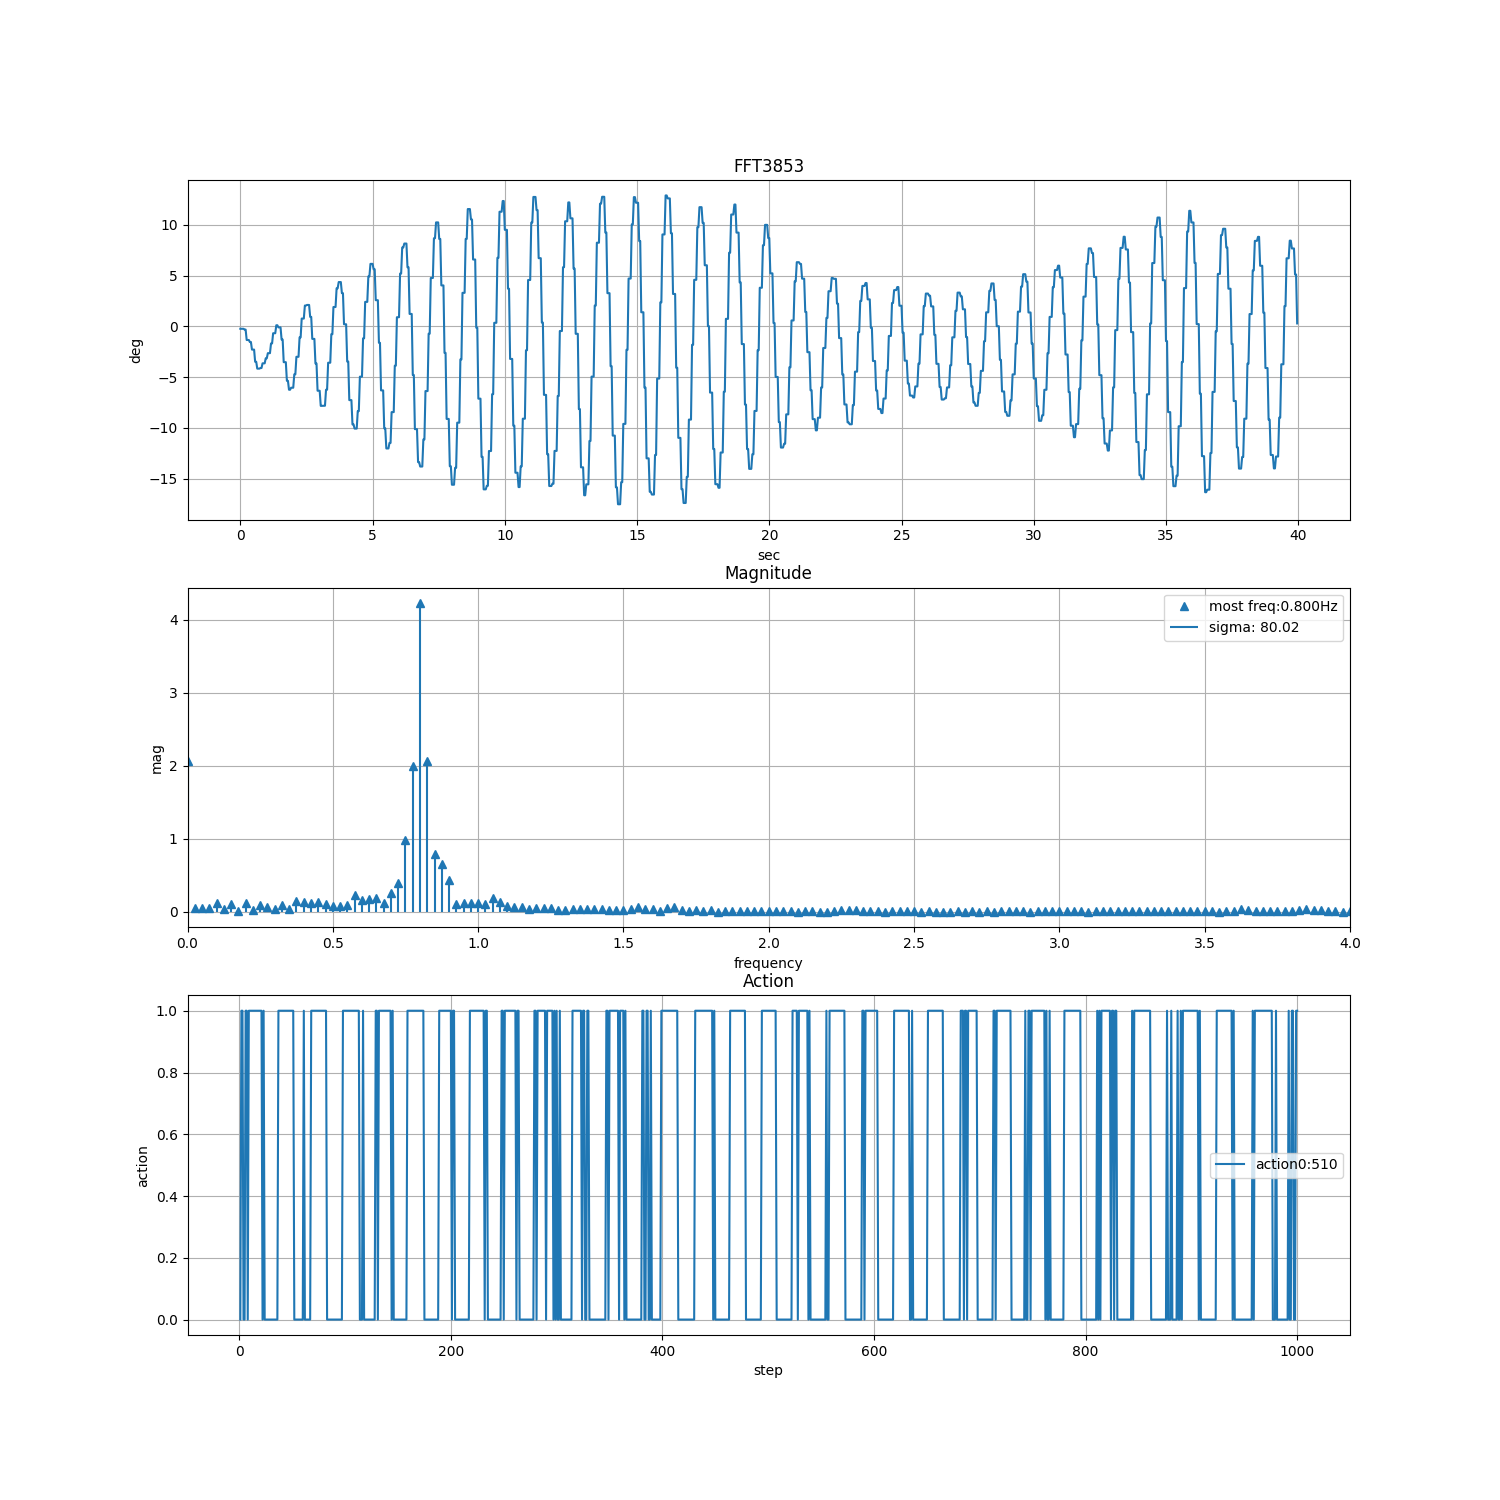 FFT3853
10
5
0
−5
−10
−15
deg
0 5 10 15 20 25 30 35 40
sec
Magnitude
most freq:0.800Hz
sigma: 80.02
4
3
2
1
0
mag
0.0 0.5 1.0 1.5 2.0 2.5 3.0 3.5 4.0
frequency
Action
1.0
0.8
0.6
0.4
0.2
0.0
action
action0:510
0 200 400 600 800 1000
step